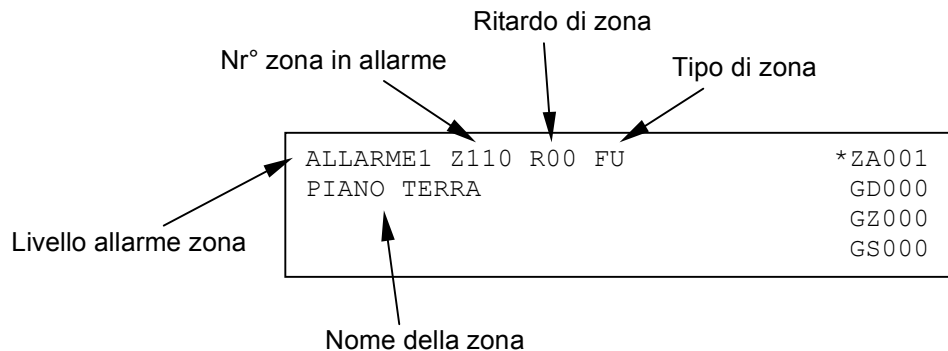 Ritardo di zona
Nr° zona in allarme
Tipo di zona
ALLARME1 Z110 R00 FU *ZA001
PIANO TERRA GD000
GZ000
GS000
Livello allarme zona
Nome della zona